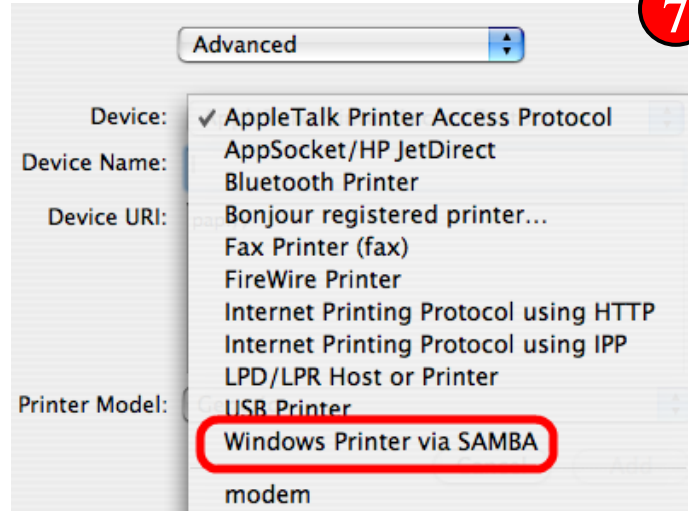 7
Advanced
Device:
✓ AppleTalk Printer Access Protocol
AppSocket/HP JetDirect
Device Name:
Bluetooth Printer
Device URI:
Bonjour registered printer...
Fax Printer (fax)
FireWire Printer
Internet Printing Protocol using HTTP
Internet Printing Protocol using IPP
LPD/LPR Host or Printer
Printer Model:
USB Printer
Windows Printer via SAMBA
Add
modem